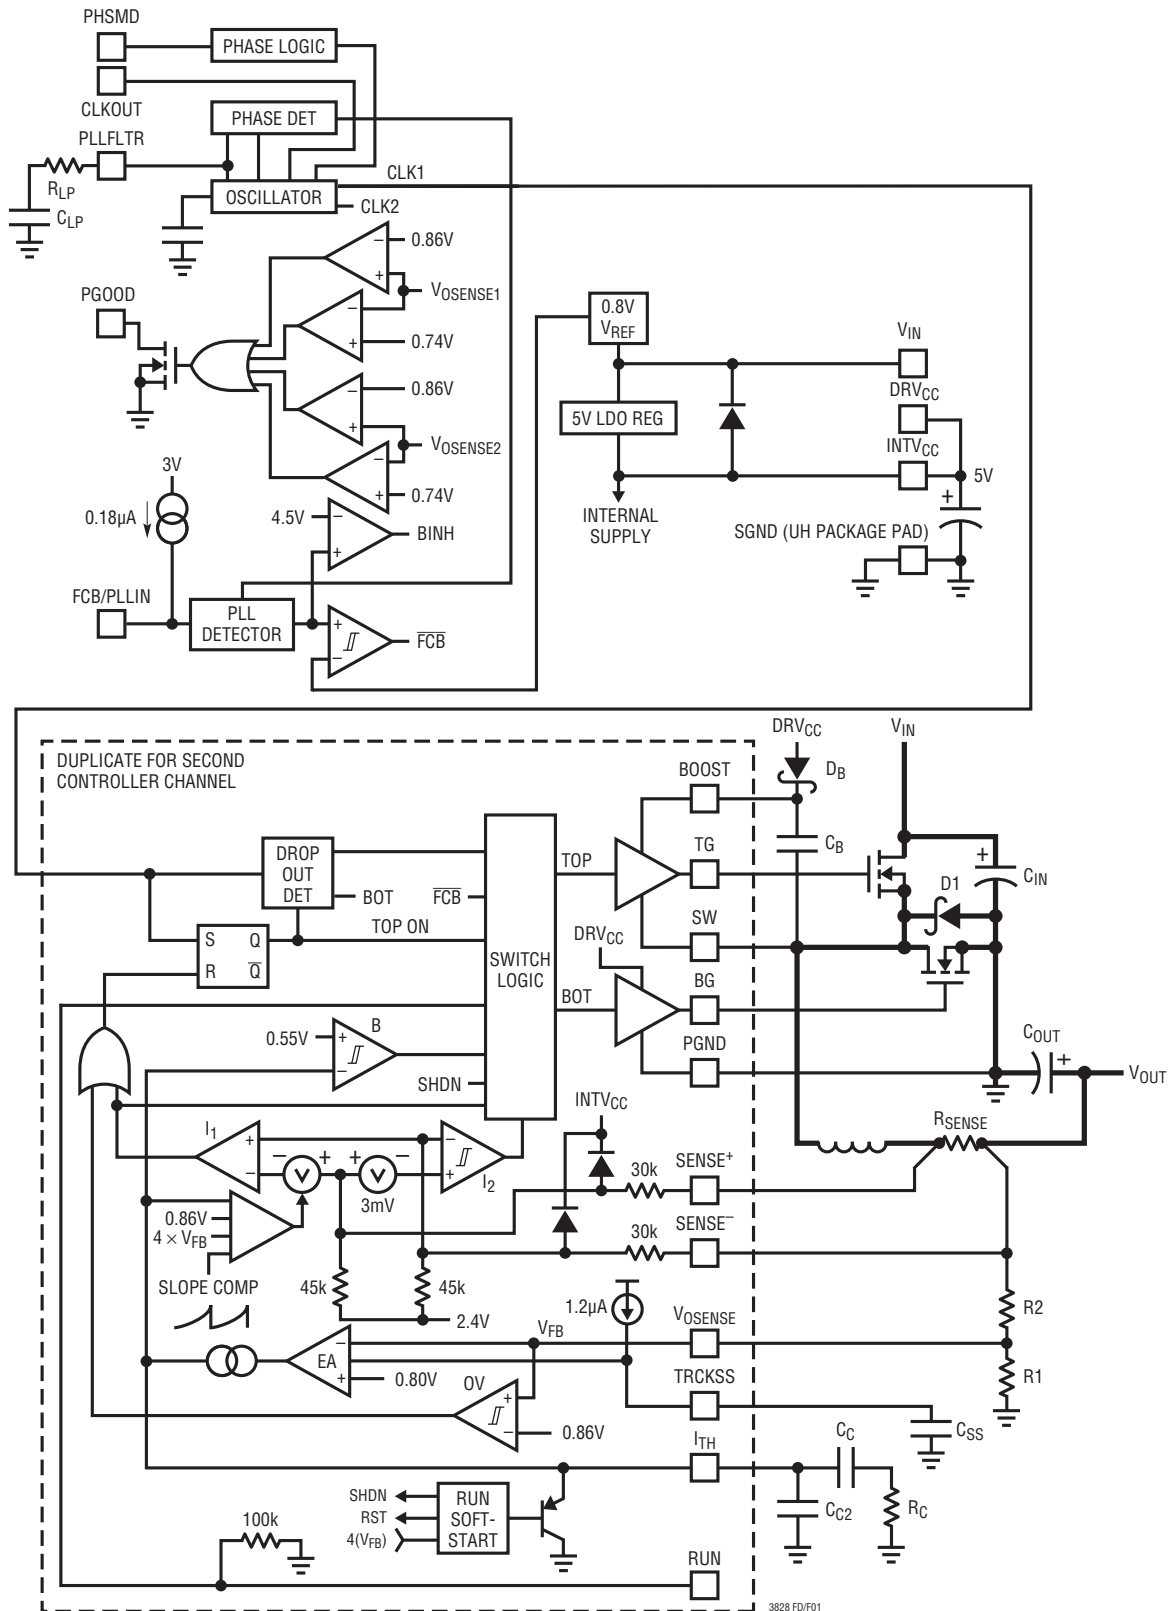 PHSMD
PHASE LOGIC
CLKOUT
PHASE DET
PLLFLTR
CLK1
RLP
OSCILLATOR
CLK2
CLP
− 0.86V
+
VOSENSE1
PGOOD
−
+ 0.74V
0.8V
VREF
VIN
− 0.86V
+
DRVCC
5V LDO REG
VOSENSE2
−
+ 0.74V
INTVCC
5V
+
3V
0.18µA
4.5V − BINH
+
INTERNAL
SUPPLY
SGND (UH PACKAGE PAD)
FCB/PLLIN
PLL
DETECTOR
+
−
F̅C̅B̅
DUPLICATE FOR SECOND
CONTROLLER CHANNEL
DRVCC
VIN
BOOST
DB
DROP
OUT
DET
BOT
F̅C̅B̅
TOP
TG
CB
+
CIN
D1
S Q
R Q̅
TOP ON
SWITCH
LOGIC
SW
DRVCC
BOT
BG
B
0.55V +
−
SHDN
PGND
COUT
+
VOUT
INTVCC
RSENSE
I1
+
−
− V +
+ V −
3mV
−
+
I2
30k
SENSE+
0.86V
4 × VFB
30k
SENSE−
SLOPE COMP
45k
45k
2.4V
1.2µA
R2
VFB
VOSENSE
EA
−
+
0.80V
R1
TRCKSS
OV
+
−
0.86V
CSS
ITH
CC
SHDN
RST
4(VFB)
RUN
SOFT-
START
CC2
RC
100k
RUN
3828 FD/F01